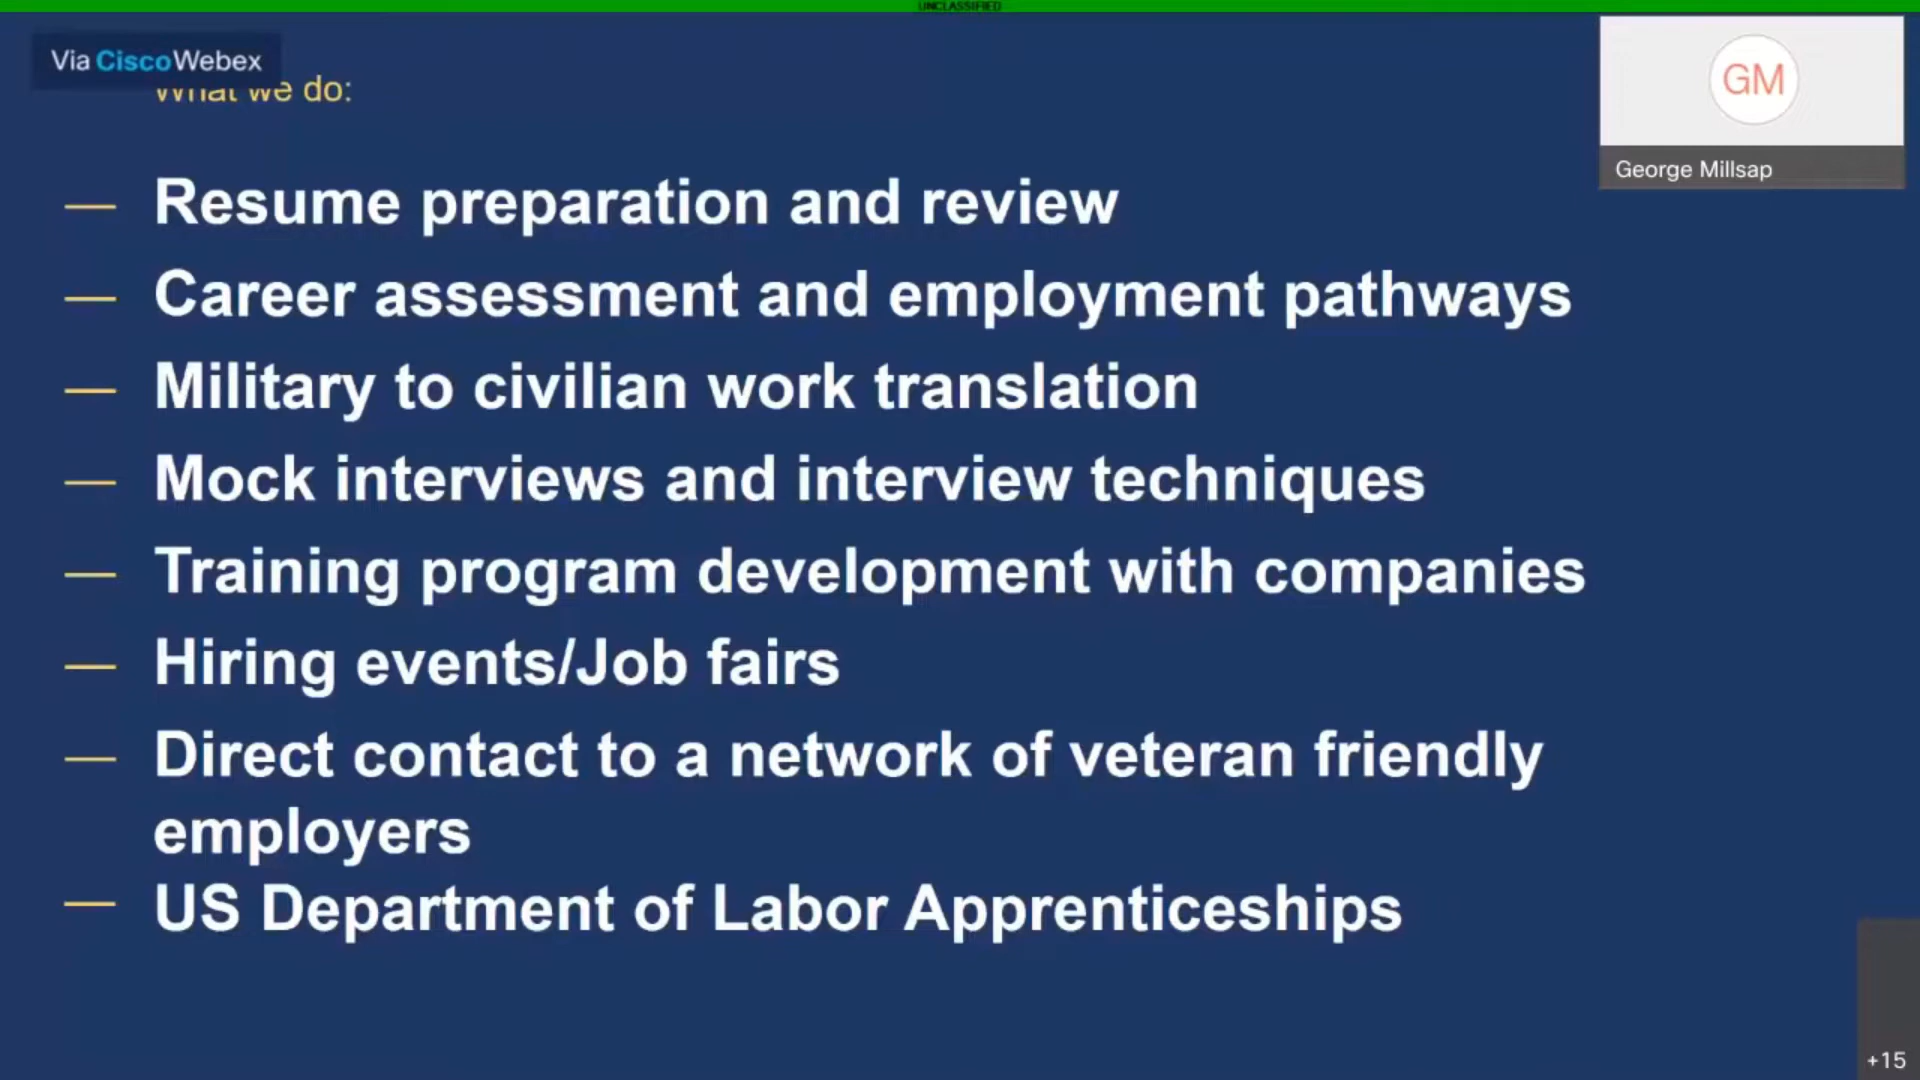 UNCLASSIFIED
Via CiscoWebex
What we do:
GM
George Millsap
— Resume preparation and review
— Career assessment and employment pathways
— Military to civilian work translation
— Mock interviews and interview techniques
— Training program development with companies
— Hiring events/Job fairs
— Direct contact to a network of veteran friendly
employers
— US Department of Labor Apprenticeships
+15